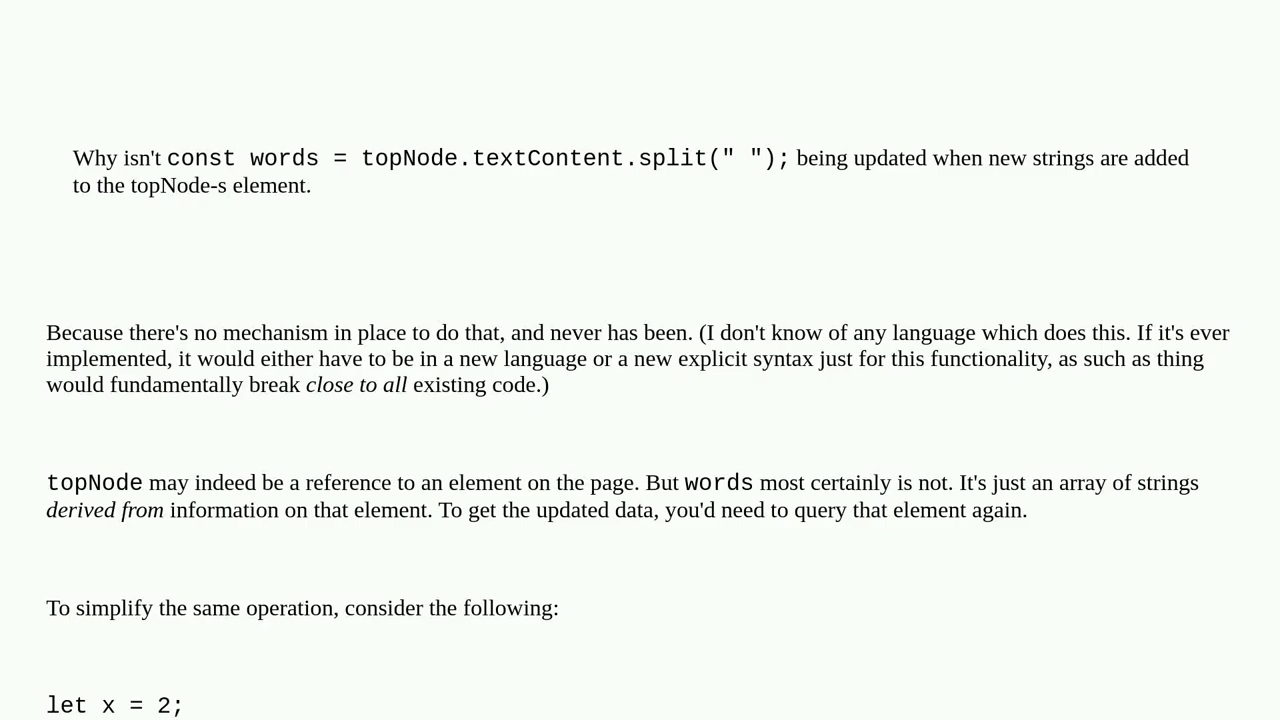 Why isn't const words = topNode.textContent.split(" "); being updated when new strings are added
to the topNode-s element.
Because there's no mechanism in place to do that, and never has been. (I don't know of any language which does this. If it's ever
implemented, it would either have to be in a new language or a new explicit syntax just for this functionality, as such as thing
would fundamentally break close to all existing code.)
topNode may indeed be a reference to an element on the page. But words most certainly is not. It's just an array of strings
derived from information on that element. To get the updated data, you'd need to query that element again.
To simplify the same operation, consider the following:
let x = 2;